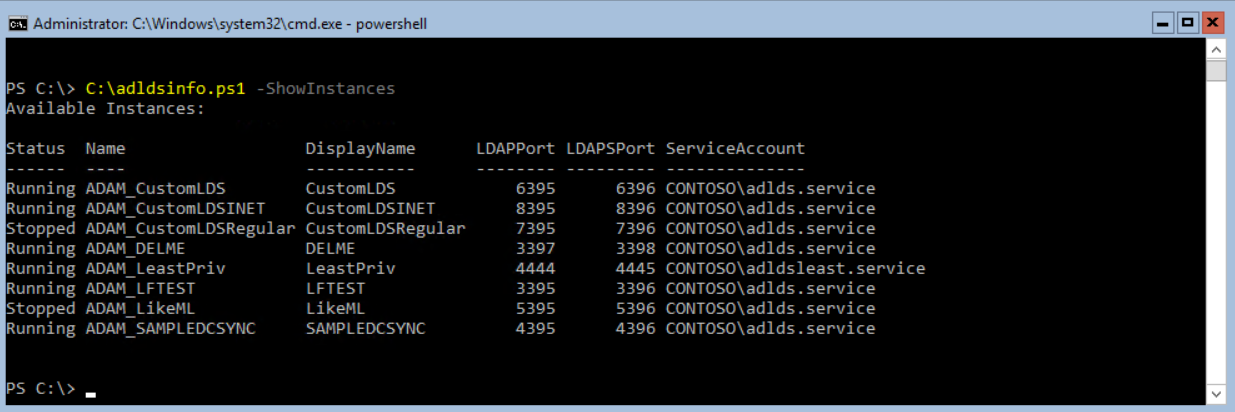 Administrator: C:\Windows\system32\cmd.exe - powershell
PS C:\> C:\adldsinfo.ps1 -ShowInstances
Available Instances:
Status  Name                  DisplayName      LDAPPort LDAPSPort ServiceAccount
------  ----                  -----------      -------- --------- --------------
Running ADAM_CustomLDS        CustomLDS            6395      6396 CONTOSO\adlds.service
Running ADAM_CustomLDSINET    CustomLDSINET        8395      8396 CONTOSO\adlds.service
Stopped ADAM_CustomLDSRegular CustomLDSRegular     7395      7396 CONTOSO\adlds.service
Running ADAM_DELME            DELME                3397      3398 CONTOSO\adlds.service
Running ADAM_LeastPriv        LeastPriv            4444      4445 CONTOSO\adldsleast.service
Running ADAM_LFTEST           LFTEST               3395      3396 CONTOSO\adlds.service
Stopped ADAM_LikeML           LikeML               5395      5396 CONTOSO\adlds.service
Running ADAM_SAMPLEDCSYNC     SAMPLEDCSYNC         4395      4396 CONTOSO\adlds.service
PS C:\>